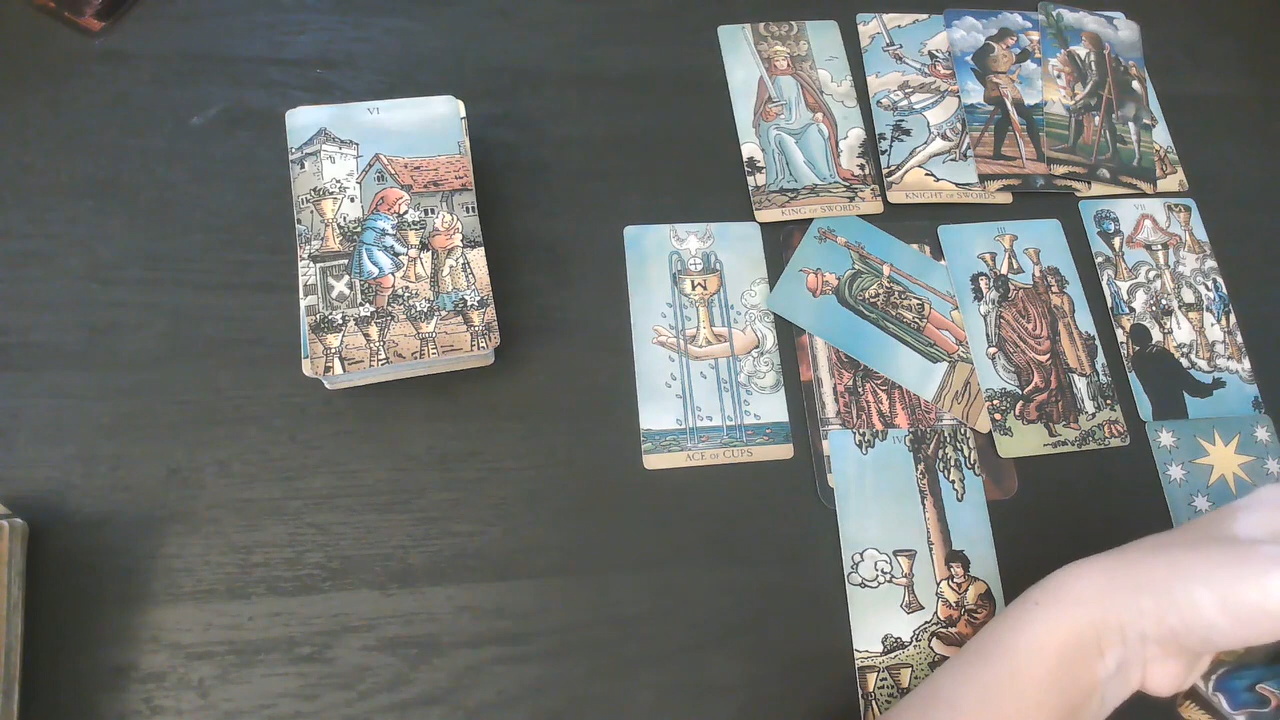 VI
KING OF SWORDS
KNIGHT OF SWORDS
ACE OF CUPS
III
VII
IV